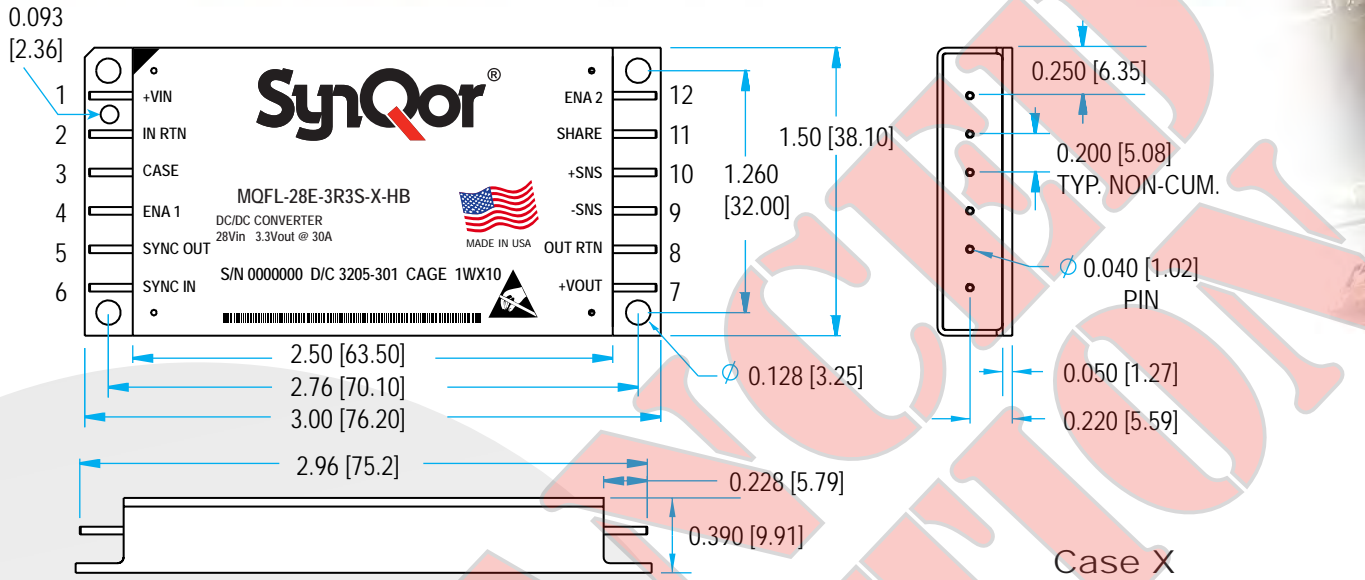 0.093
[2.36]
SynQor®
1 +VIN
2 IN RTN
3 CASE
4 ENA 1
5 SYNC OUT
6 SYNC IN
ENA 2 12
SHARE 11
+SNS 10
-SNS 9
OUT RTN 8
+VOUT 7
MQFL-28E-3R3S-X-HB
DC/DC CONVERTER
28Vin 3.3Vout @ 30A
MADE IN USA
S/N 0000000 D/C 3205-301 CAGE 1WX10
1.260
[32.00]
1.50 [38.10]
2.50 [63.50]
2.76 [70.10]
3.00 [76.20]
Ø 0.128 [3.25]
0.250 [6.35]
0.200 [5.08]
TYP. NON-CUM.
Ø 0.040 [1.02]
PIN
0.050 [1.27]
0.220 [5.59]
2.96 [75.2]
0.228 [5.79]
0.390 [9.91]
Case X